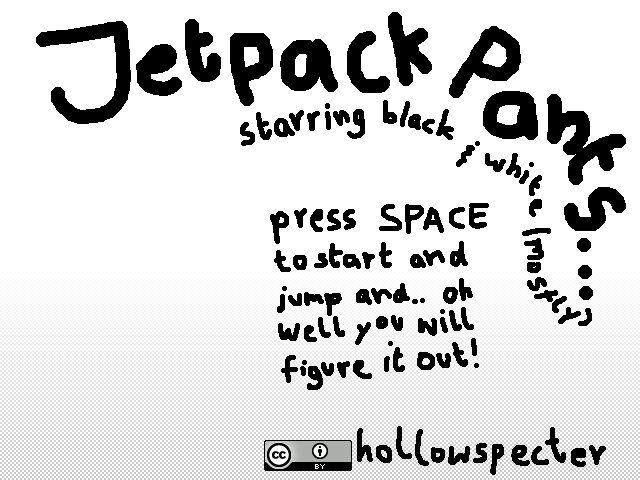 Jetpack Pants...
starring black & white (mostly)
press SPACE
to start and
jump and.. oh
well you will
figure it out!
cc BY hollowspecter